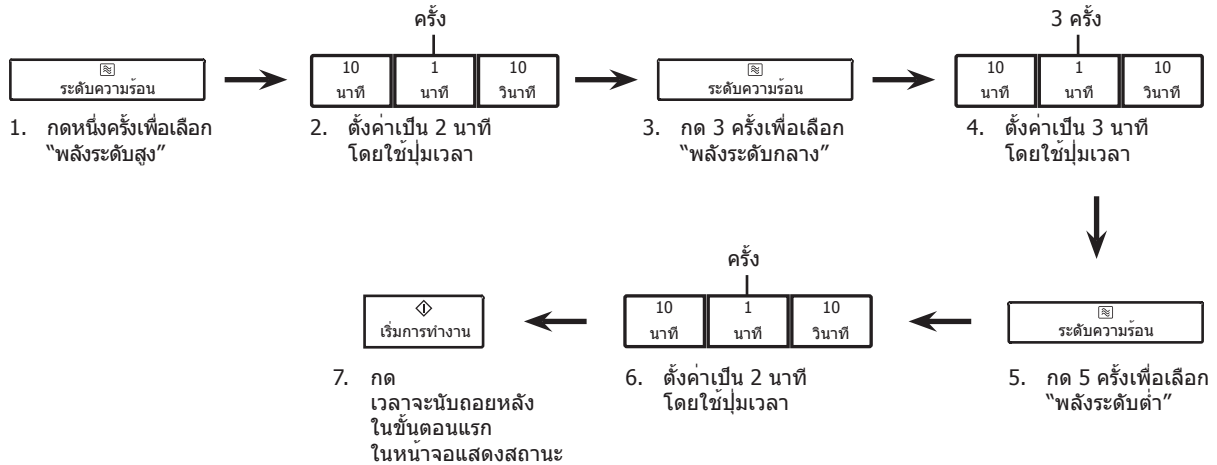 ครั้ง
ระดับความร้อน
10 นาที
1 นาที
10 วินาที
1. กดหนึ่งครั้งเพื่อเลือก
“พลังระดับสูง”
2. ตั้งค่าเป็น 2 นาที
โดยใช้ปุ่มเวลา
ระดับความร้อน
3. กด 3 ครั้งเพื่อเลือก
“พลังระดับกลาง”
3 ครั้ง
10 นาที
1 นาที
10 วินาที
4. ตั้งค่าเป็น 3 นาที
โดยใช้ปุ่มเวลา
ระดับความร้อน
5. กด 5 ครั้งเพื่อเลือก
“พลังระดับต่ำ”
ครั้ง
10 นาที
1 นาที
10 วินาที
6. ตั้งค่าเป็น 2 นาที
โดยใช้ปุ่มเวลา
เริ่มการทำงาน
7. กด
เวลาจะนับถอยหลัง
ในขั้นตอนแรก
ในหน้าจอแสดงสถานะ